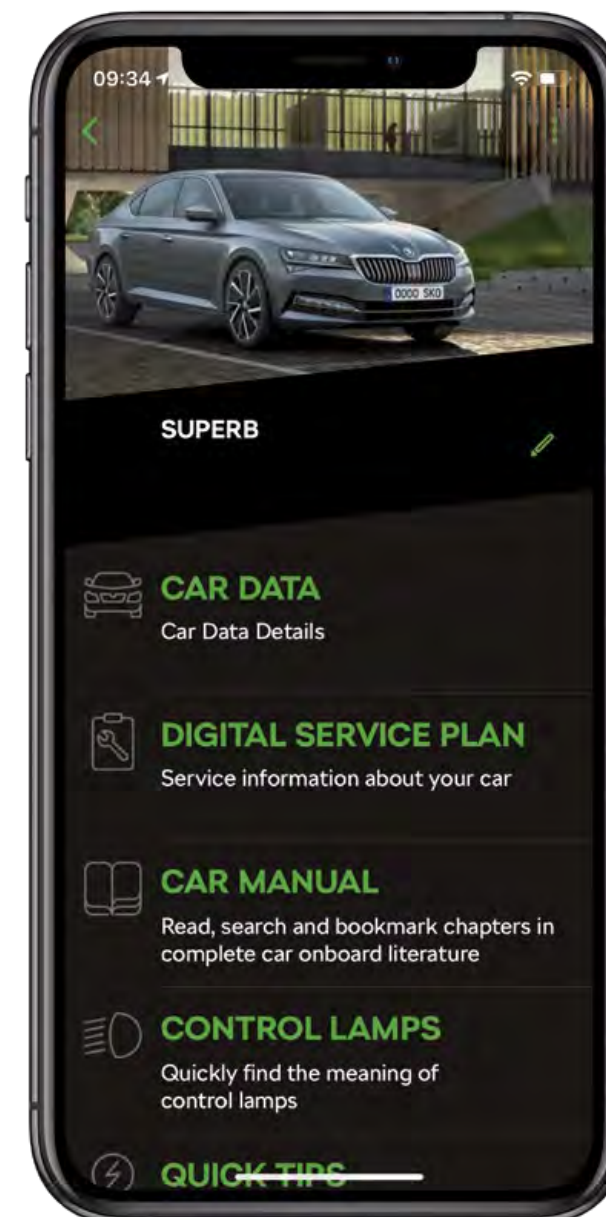 09:34
0000 SKO
SUPERB
CAR DATA
Car Data Details
DIGITAL SERVICE PLAN
Service information about your car
CAR MANUAL
Read, search and bookmark chapters in
complete car onboard literature
CONTROL LAMPS
Quickly find the meaning of
control lamps
QUICK TIPS